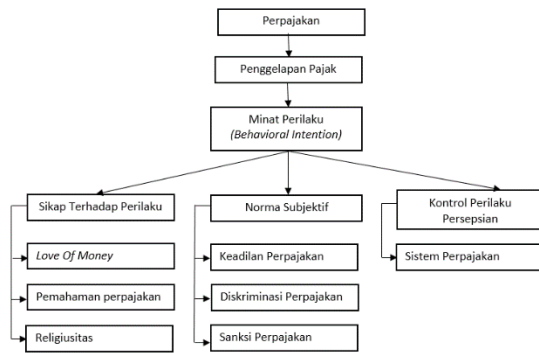 Perpajakan
Penggelapan Pajak
Minat Perilaku
(Behavioral Intention)
Sikap Terhadap Perilaku
Norma Subjektif
Kontrol Perilaku
Persepsian
Love Of Money
Keadilan Perpajakan
Sistem Perpajakan
Pemahaman perpajakan
Diskriminasi Perpajakan
Religiusitas
Sanksi Perpajakan